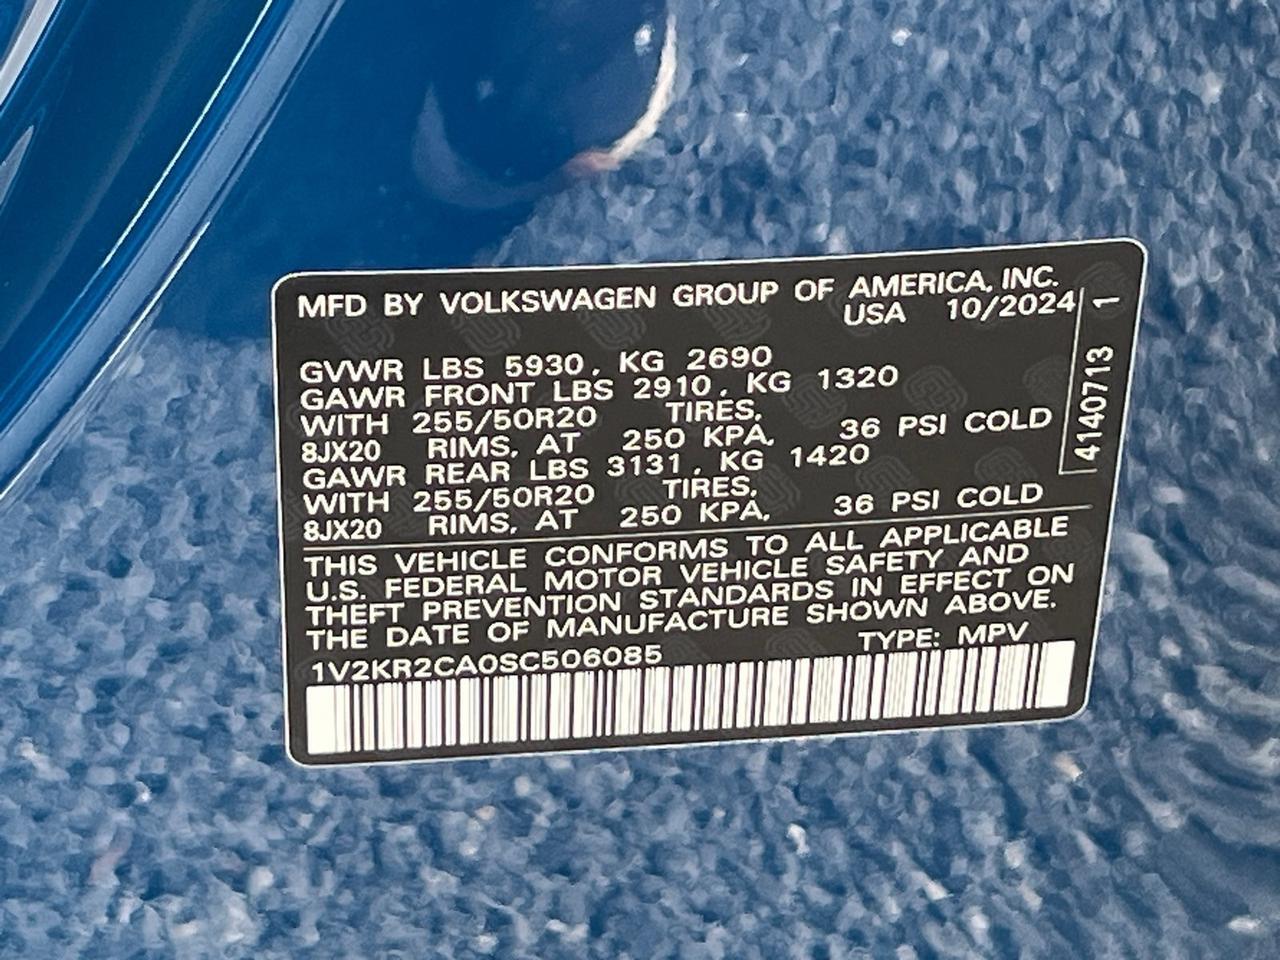 MFD BY VOLKSWAGEN GROUP OF AMERICA, INC.
USA 10/2024
GVWR LBS 5930, KG 2690
GAWR FRONT LBS 2910, KG 1320
WITH 255/50R20 TIRES,
8JX20 RIMS, AT 250 KPA, 36 PSI COLD
GAWR REAR LBS 3131, KG 1420
WITH 255/50R20 TIRES,
8JX20 RIMS, AT 250 KPA, 36 PSI COLD
THIS VEHICLE CONFORMS TO ALL APPLICABLE
U.S. FEDERAL MOTOR VEHICLE SAFETY AND
THEFT PREVENTION STANDARDS IN EFFECT ON
THE DATE OF MANUFACTURE SHOWN ABOVE.
1V2KR2CA0SC506085 TYPE: MPV
4140713 1